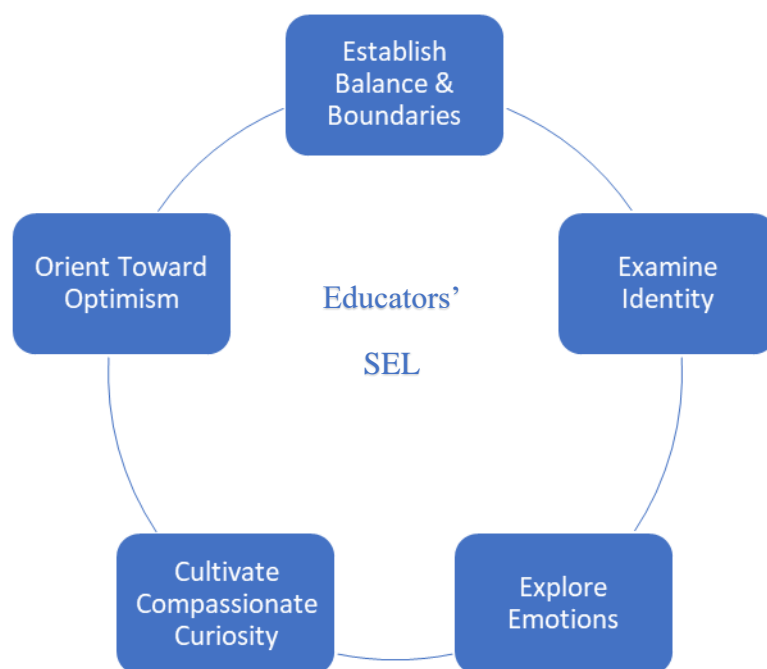 Establish
Balance &
Boundaries
Examine
Identity
Explore
Emotions
Cultivate
Compassionate
Curiosity
Orient Toward
Optimism
Educators’
SEL